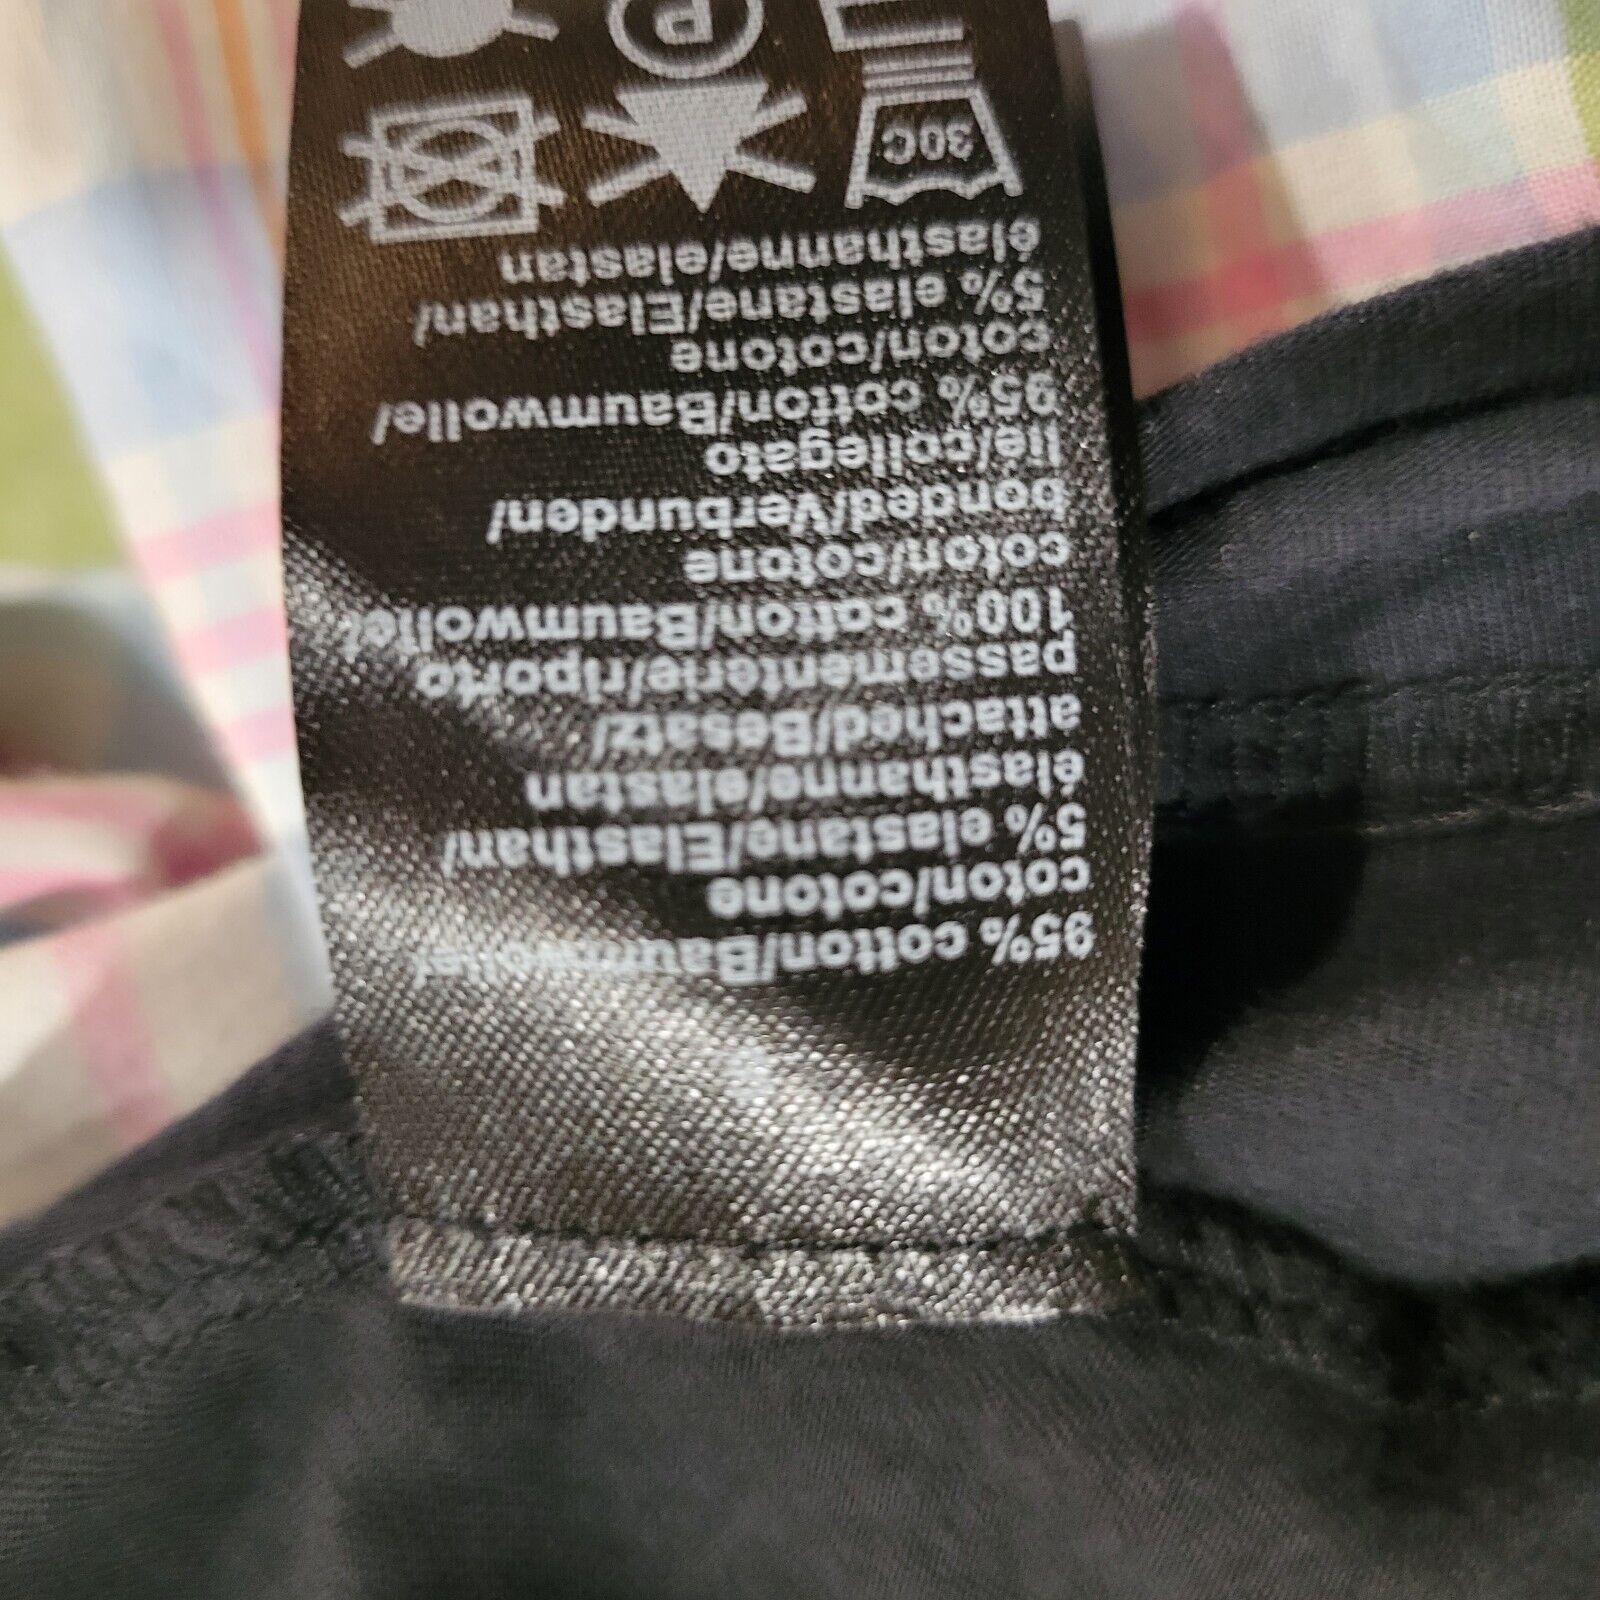 95% cotton/Baumwolle/
coton/cotone
5% elastane/Elasthan/
élasthanne/elastan
attached/Besatz/
passementerie/riporto
100% cotton/Baumwolle/
coton/cotone
bonded/Verbunden/
lié/collegato
95% cotton/Baumwolle/
coton/cotone
5% elastane/Elasthan/
élasthanne/elastan
30C
P